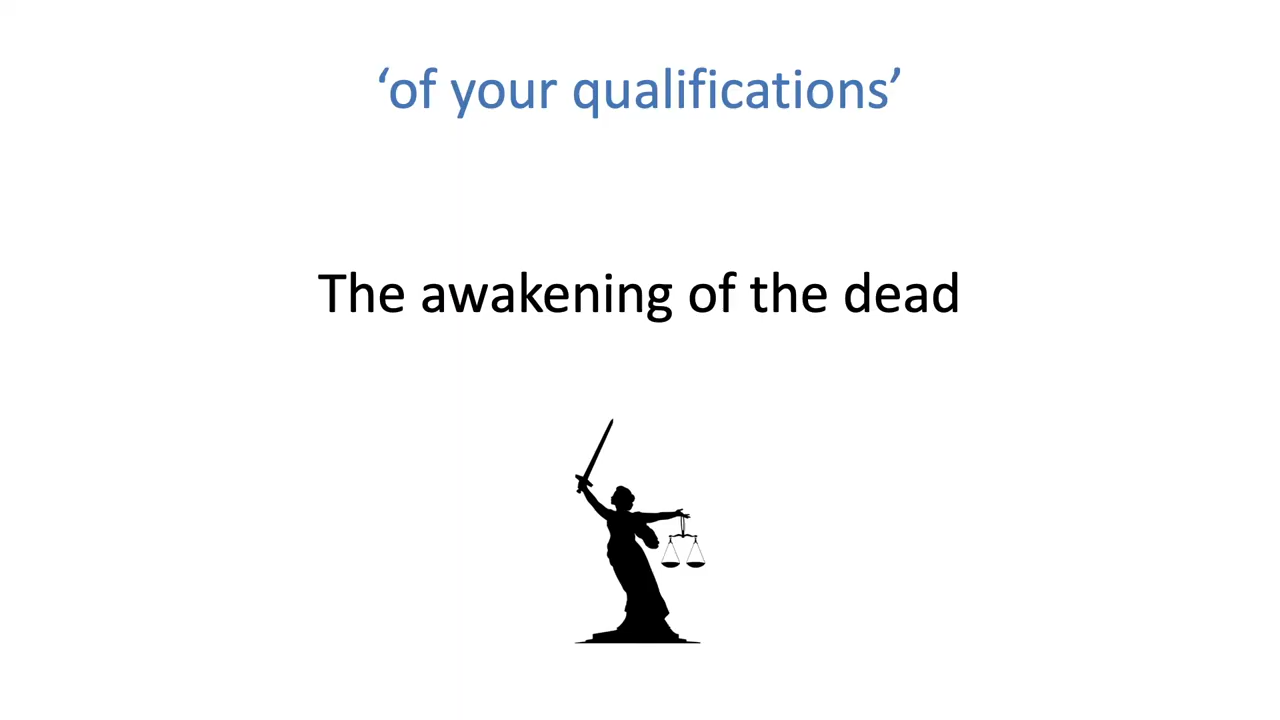 ‘of your qualifications’
The awakening of the dead